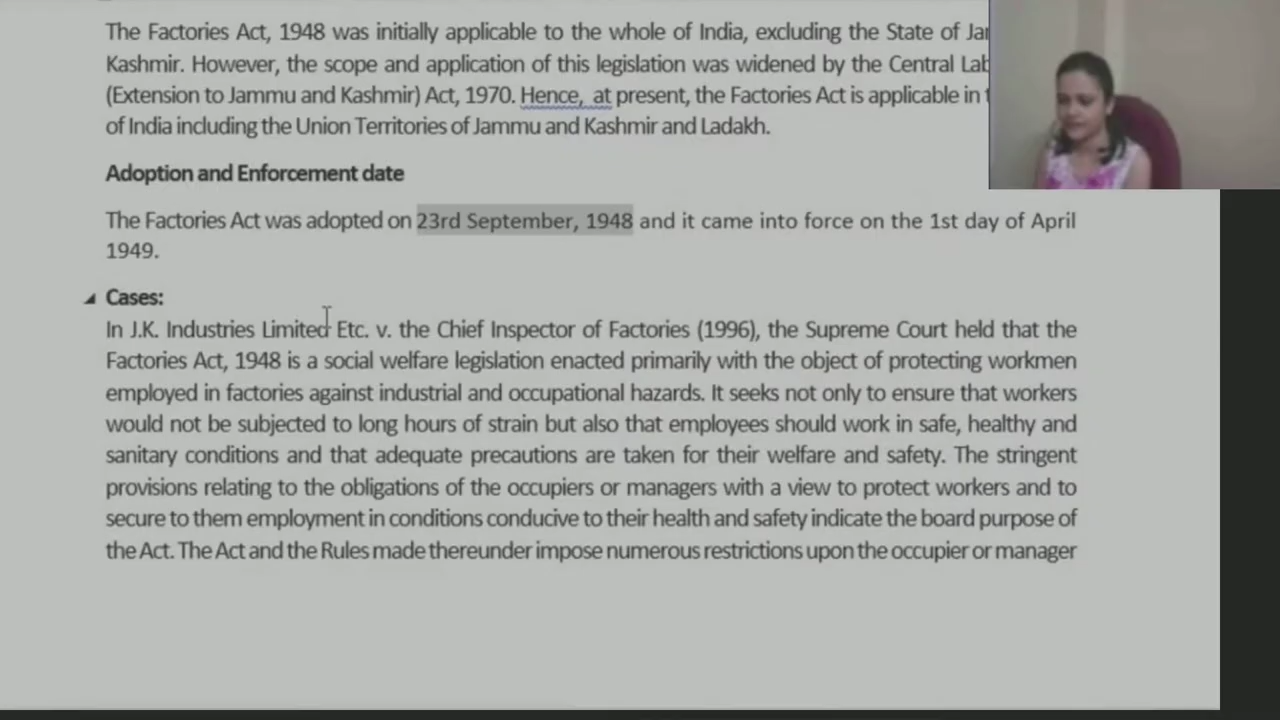 The Factories Act, 1948 was initially applicable to the whole of India, excluding the State of
Kashmir. However, the scope and application of this legislation was widened by the Central
(Extension to Jammu and Kashmir) Act, 1970. Hence, at present, the Factories Act is applicable in
of India including the Union Territories of Jammu and Kashmir and Ladakh.
Adoption and Enforcement date
The Factories Act was adopted on 23rd September, 1948 and it came into force on the 1st day of April
1949.
Cases:
In J.K. Industries Limited Etc. v. the Chief Inspector of Factories (1996), the Supreme Court held that the
Factories Act, 1948 is a social welfare legislation enacted primarily with the object of protecting workmen
employed in factories against industrial and occupational hazards. It seeks not only to ensure that workers
would not be subjected to long hours of strain but also that employees should work in safe, healthy and
sanitary conditions and that adequate precautions are taken for their welfare and safety. The stringent
provisions relating to the obligations of the occupiers or managers with a view to protect workers and to
secure to them employment in conditions conducive to their health and safety indicate the board purpose of
the Act. The Act and the Rules made thereunder impose numerous restrictions upon the occupier or manager